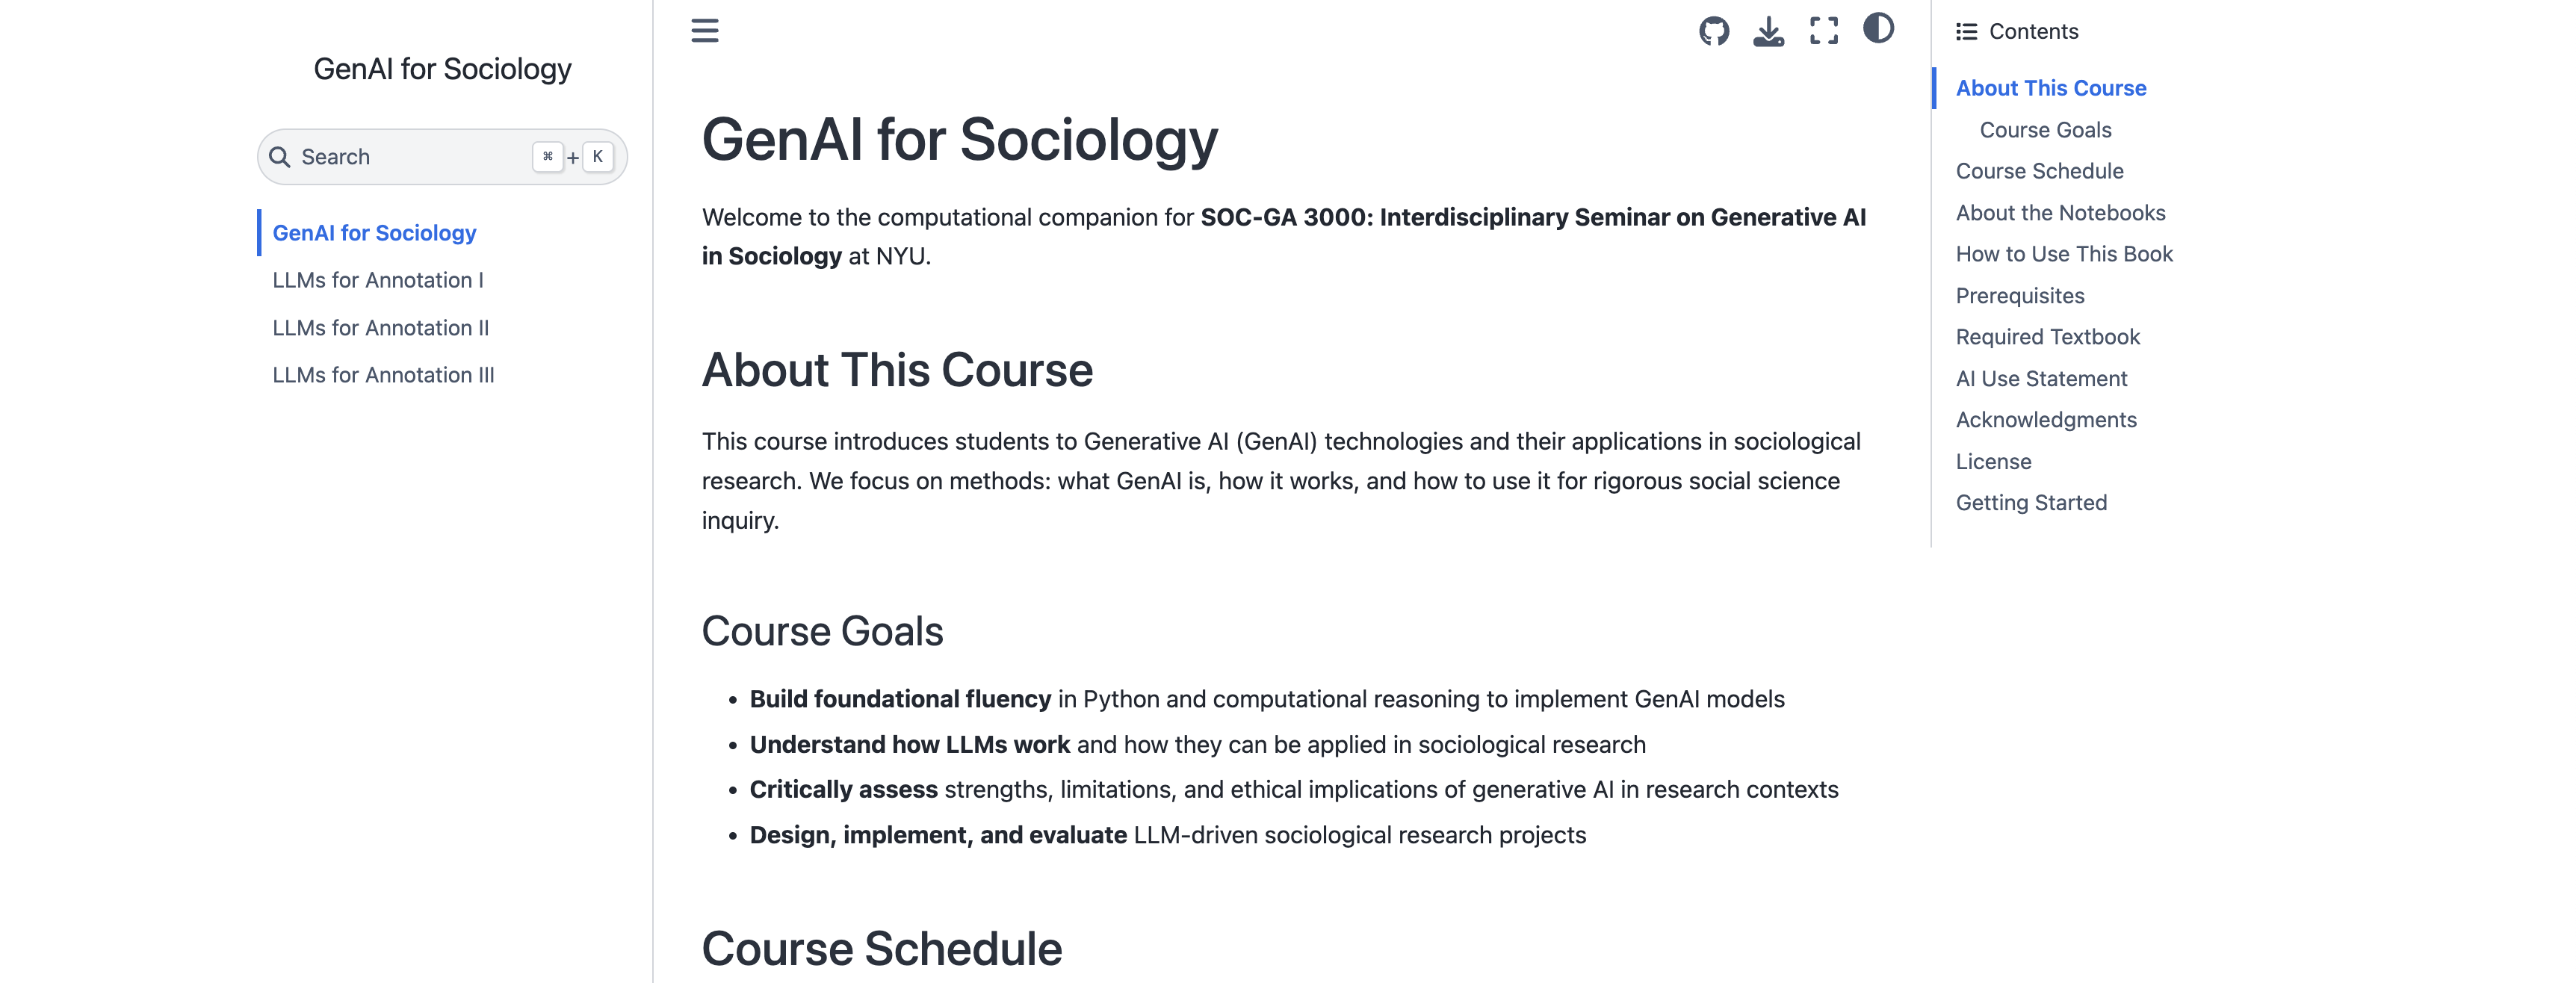 GenAI for Sociology
Search
⌘ + K
GenAI for Sociology
LLMs for Annotation I
LLMs for Annotation II
LLMs for Annotation III
GenAI for Sociology
Welcome to the computational companion for SOC-GA 3000: Interdisciplinary Seminar on Generative AI
in Sociology at NYU.
About This Course
This course introduces students to Generative AI (GenAI) technologies and their applications in sociological
research. We focus on methods: what GenAI is, how it works, and how to use it for rigorous social science
inquiry.
Course Goals
• Build foundational fluency in Python and computational reasoning to implement GenAI models
• Understand how LLMs work and how they can be applied in sociological research
• Critically assess strengths, limitations, and ethical implications of generative AI in research contexts
• Design, implement, and evaluate LLM-driven sociological research projects
Course Schedule
Contents
About This Course
Course Goals
Course Schedule
About the Notebooks
How to Use This Book
Prerequisites
Required Textbook
AI Use Statement
Acknowledgments
License
Getting Started